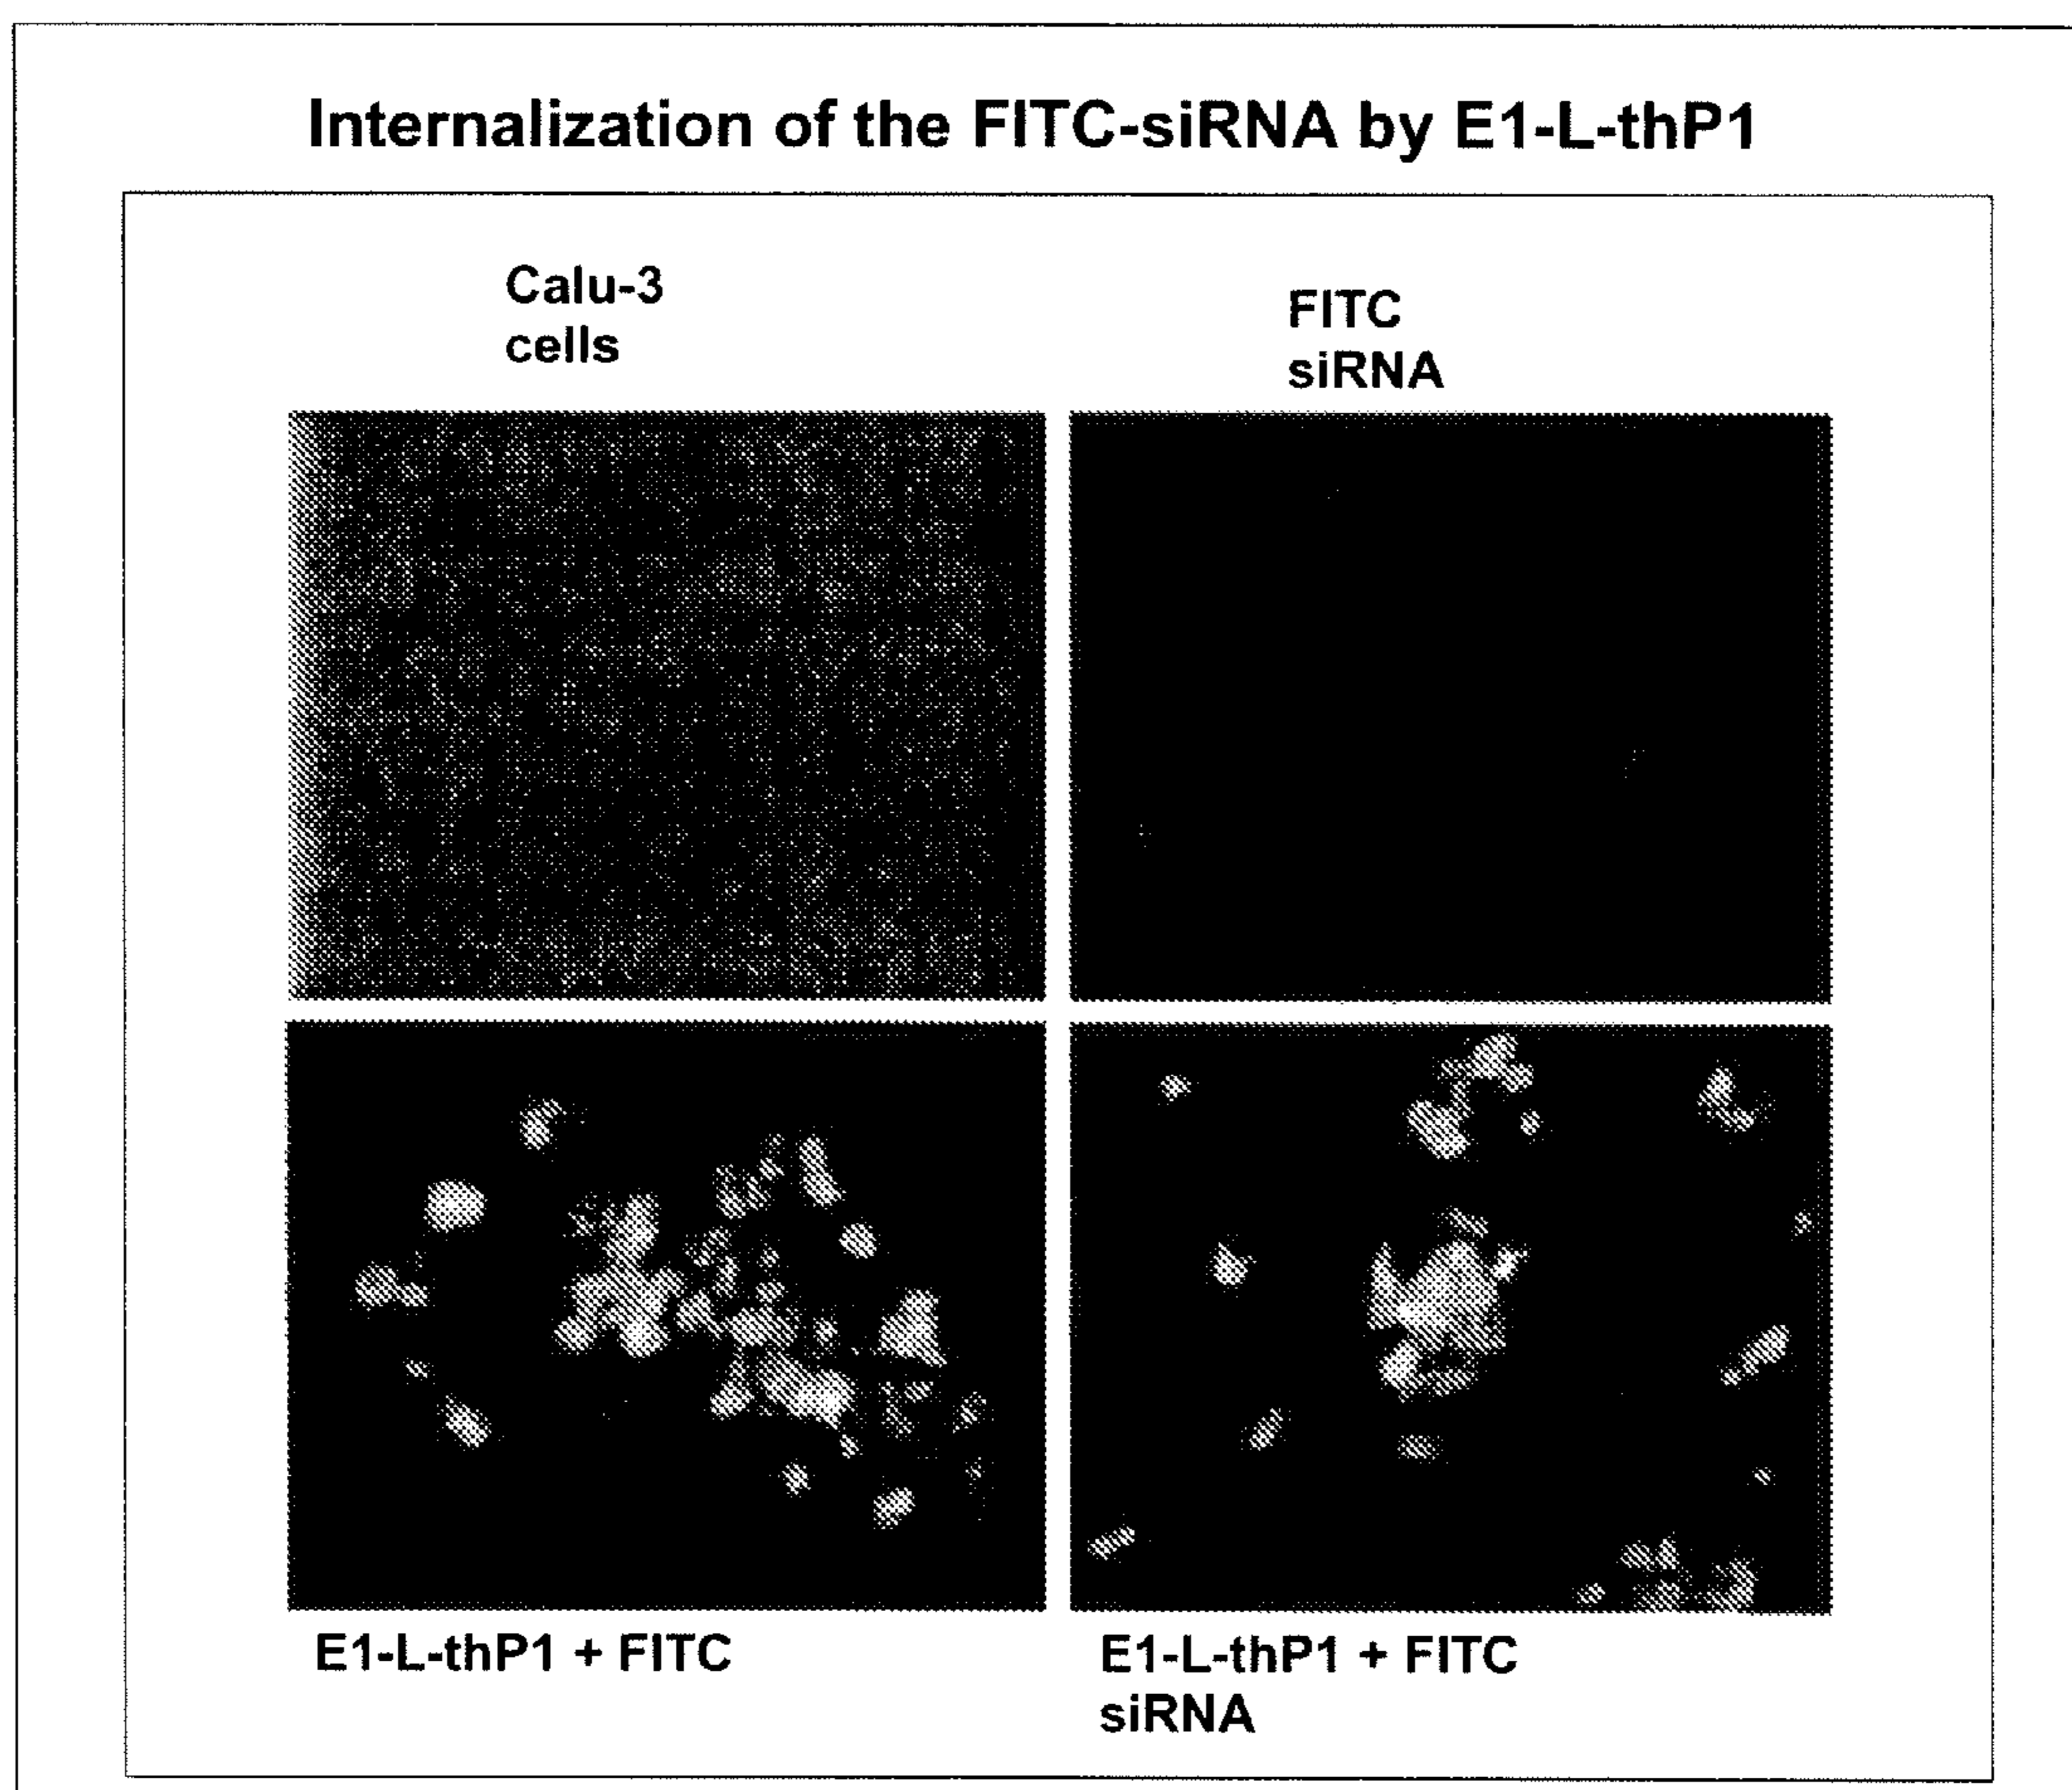 Internalization of the FITC-siRNA by E1-L-thP1
Calu-3
cells
FITC
siRNA
E1-L-thP1 + FITC
E1-L-thP1 + FITC
siRNA